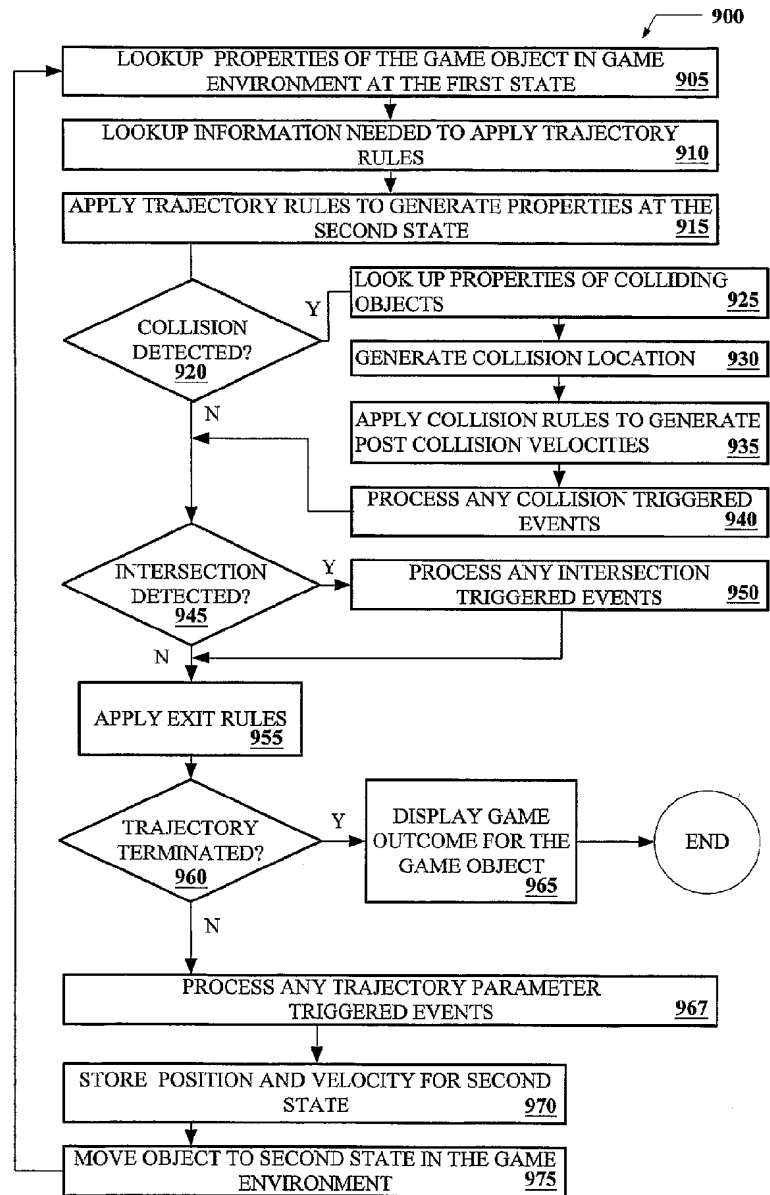 900
LOOKUP PROPERTIES OF THE GAME OBJECT IN GAME
ENVIRONMENT AT THE FIRST STATE
905
LOOKUP INFORMATION NEEDED TO APPLY TRAJECTORY
RULES
910
APPLY TRAJECTORY RULES TO GENERATE PROPERTIES AT THE
SECOND STATE
915
COLLISION
DETECTED?
920
Y
LOOK UP PROPERTIES OF COLLIDING
OBJECTS
925
GENERATE COLLISION LOCATION
930
APPLY COLLISION RULES TO GENERATE
POST COLLISION VELOCITIES
935
PROCESS ANY COLLISION TRIGGERED
EVENTS
940
N
INTERSECTION
DETECTED?
945
Y
PROCESS ANY INTERSECTION
TRIGGERED EVENTS
950
N
APPLY EXIT RULES
955
TRAJECTORY
TERMINATED?
960
Y
DISPLAY GAME
OUTCOME FOR THE
GAME OBJECT
965
END
N
PROCESS ANY TRAJECTORY PARAMETER
TRIGGERED EVENTS
967
STORE POSITION AND VELOCITY FOR SECOND
STATE
970
MOVE OBJECT TO SECOND STATE IN THE GAME
ENVIRONMENT
975